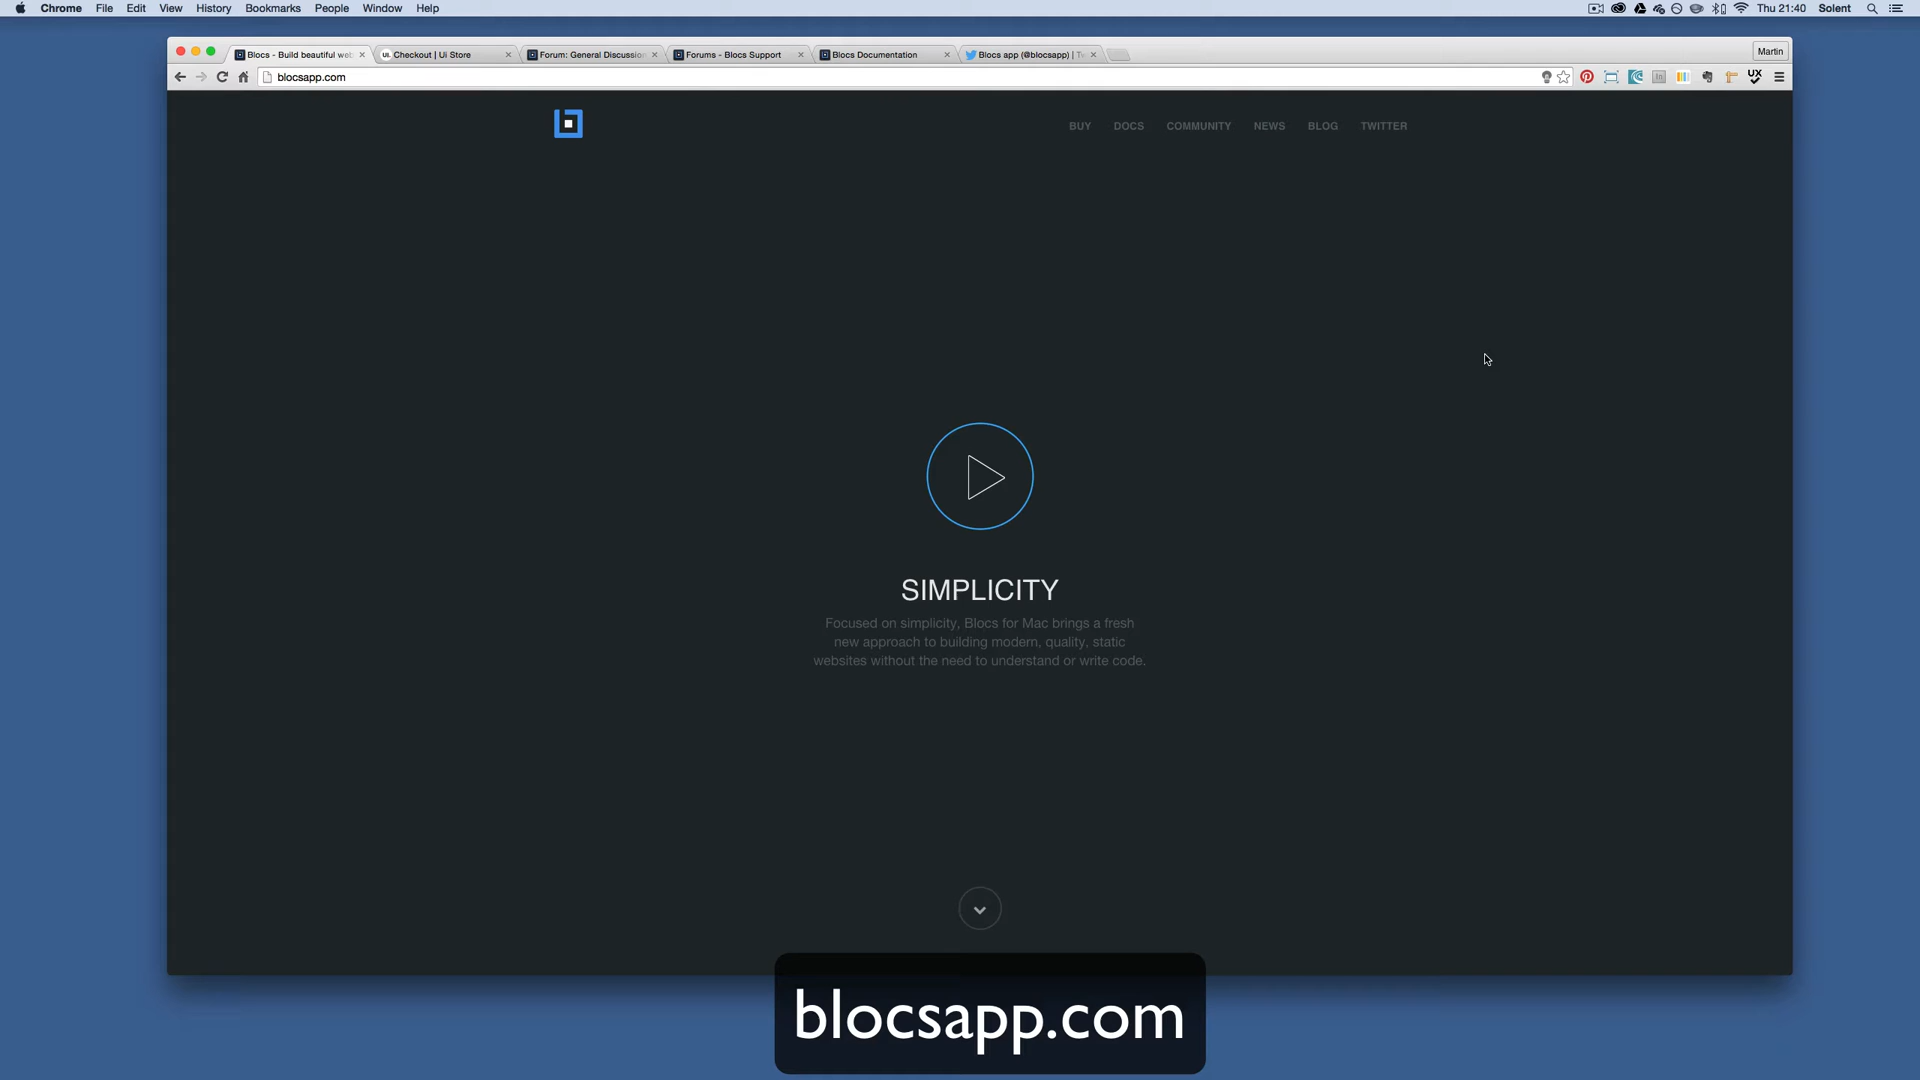 Chrome File Edit View History Bookmarks People Window Help
Thu 21:40 Solent
Blocs - Build beautiful web
Checkout | Ui Store
Forum: General Discussion
Forums - Blocs Support
Blocs Documentation
Blocs app (@blocsapp) | Tw
Martin
blocsapp.com
BUY DOCS COMMUNITY NEWS BLOG TWITTER
SIMPLICITY
Focused on simplicity, Blocs for Mac brings a fresh
new approach to building modern, quality, static
websites without the need to understand or write code.
blocsapp.com